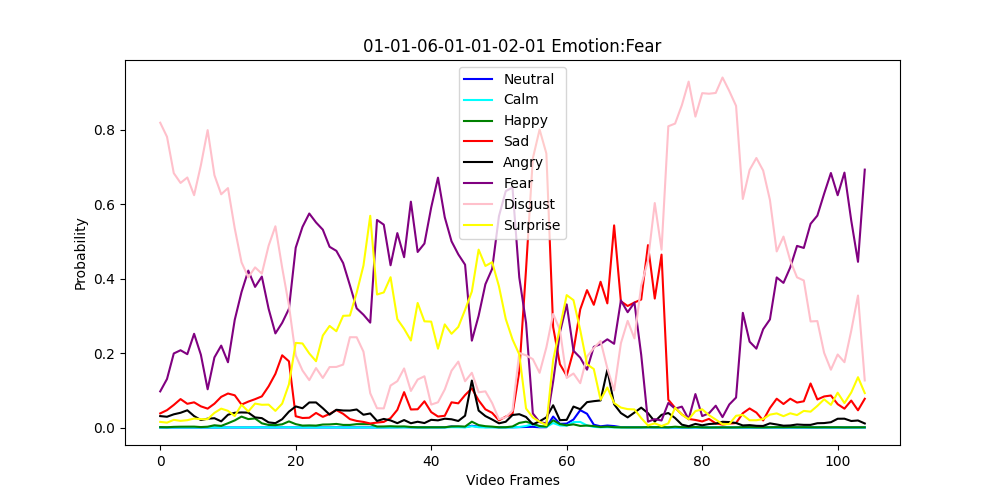 01-01-06-01-01-02-01 Emotion:Fear
Neutral
Calm
Happy
Sad
Angry
Fear
Disgust
Surprise
Probability
0.8
0.6
0.4
0.2
0.0
0 20 40 60 80 100
Video Frames